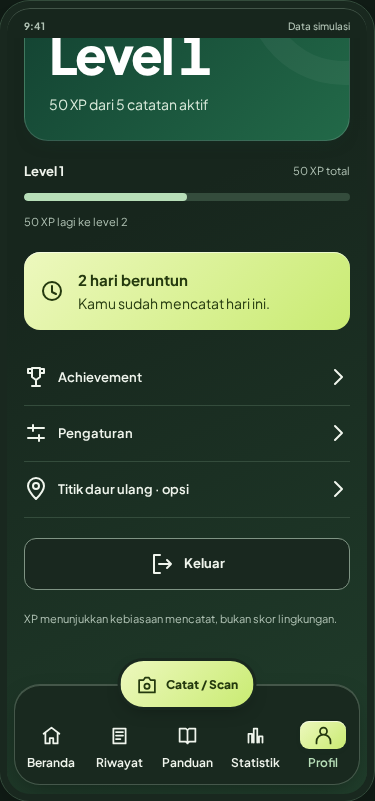 9:41
Data simulasi
Level 1
50 XP dari 5 catatan aktif
Level 1
50 XP total
50 XP lagi ke level 2
2 hari beruntun
Kamu sudah mencatat hari ini.
Achievement
Pengaturan
Titik daur ulang · opsi
Keluar
XP menunjukkan kebiasaan mencatat, bukan skor lingkungan.
Catat / Scan
Beranda
Riwayat
Panduan
Statistik
Profil